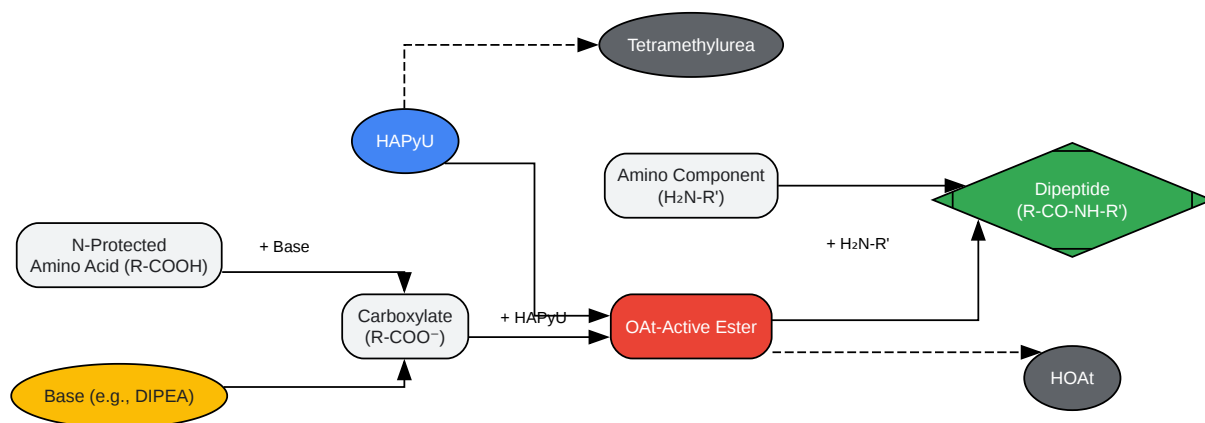 Tetramethylurea
HAPyU
Amino Component
(H₂N-R')
Dipeptide
(R-CO-NH-R')
N-Protected
Amino Acid (R-COOH)
+ Base
+ H₂N-R'
Carboxylate
(R-COO⁻)
+ HAPyU
OAt-Active Ester
Base (e.g., DIPEA)
HOAt